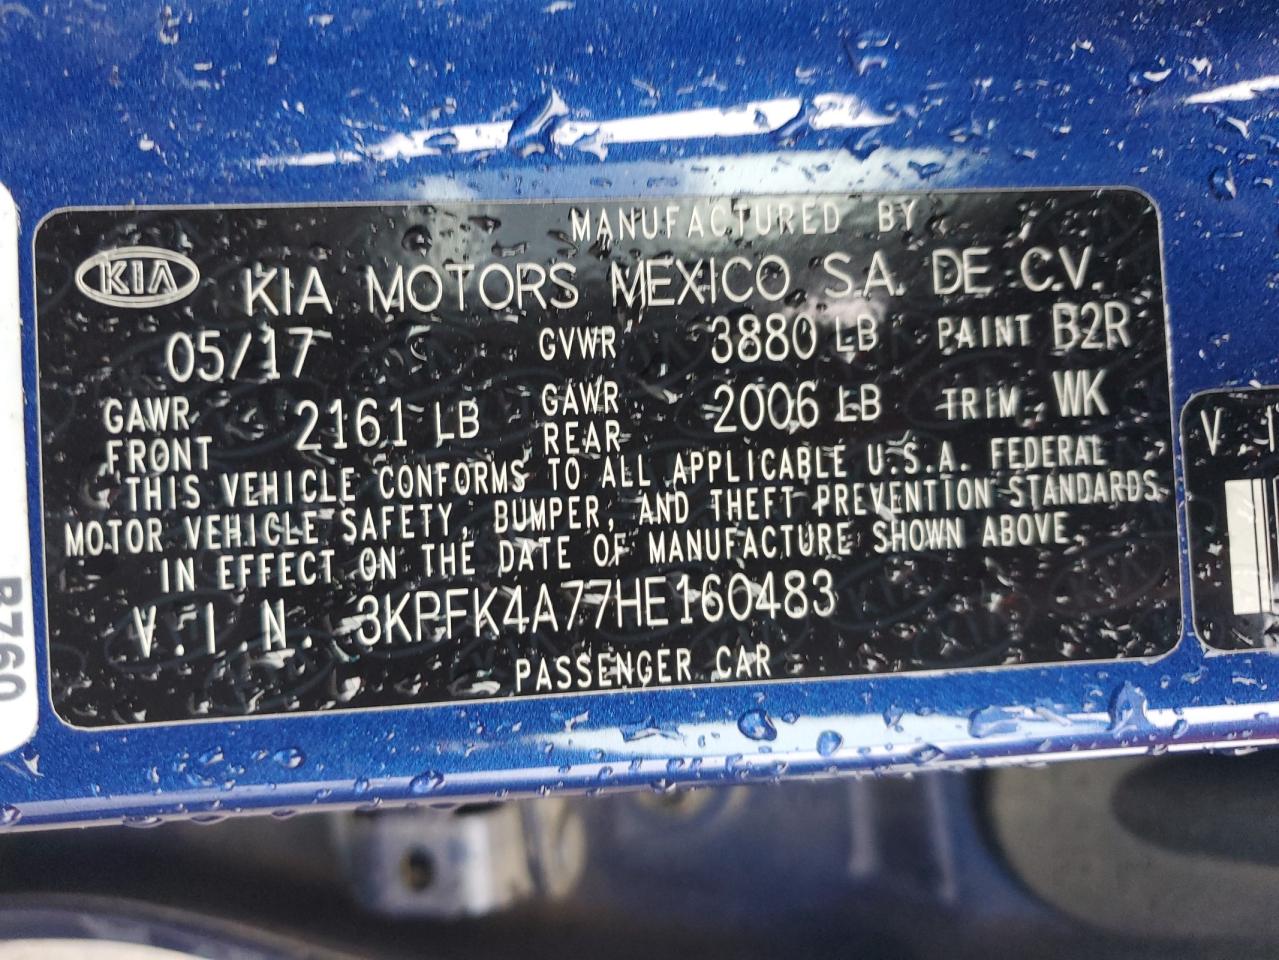 MANUFACTURED BY
KIA KIA MOTORS MEXICO S.A. DE C.V.
05/17 GVWR 3880 LB PAINT B2R
GAWR FRONT 2161 LB GAWR REAR 2006 LB TRIM WK
THIS VEHICLE CONFORMS TO ALL APPLICABLE U.S.A. FEDERAL
MOTOR VEHICLE SAFETY, BUMPER, AND THEFT PREVENTION STANDARDS
IN EFFECT ON THE DATE OF MANUFACTURE SHOWN ABOVE
V.I.N. 3KPFK4A77HE160483
PASSENGER CAR
V. I